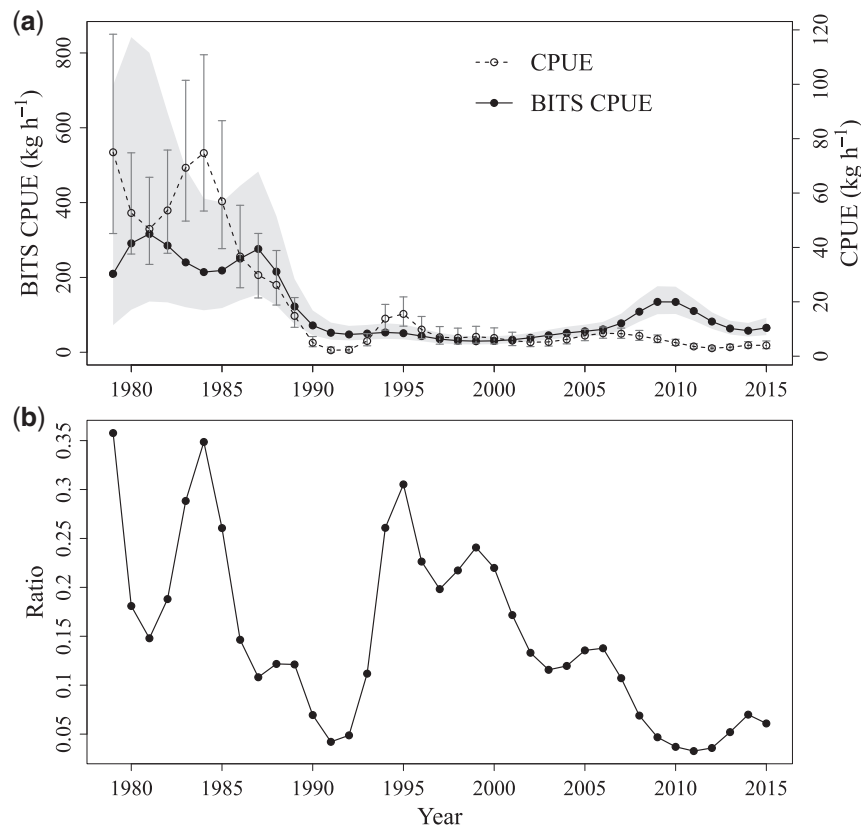 (a)
CPUE
BITS CPUE
BITS CPUE (kg h⁻¹)
0 200 400 600 800
CPUE (kg h⁻¹)
0 20 40 60 80 100 120
1980 1985 1990 1995 2000 2005 2010 2015
(b)
Ratio
0.05 0.1 0.15 0.2 0.25 0.3 0.35
1980 1985 1990 1995 2000 2005 2010 2015
Year